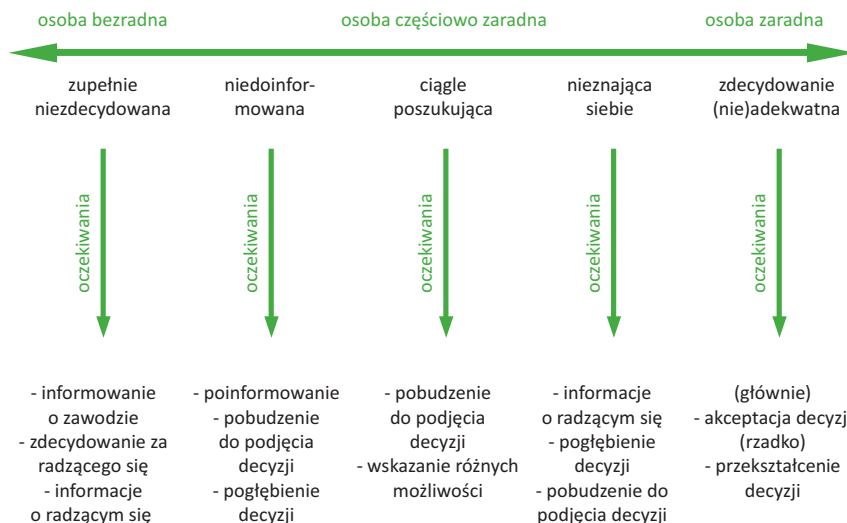 osoba bezradna
osoba częściowo zaradna
osoba zaradna
zupełnie
niezdecydowana
niedoinfor-
mowana
ciągle
poszukująca
nieznająca
siebie
zdecydowanie
(nie)adekwatna
oczekiwania
oczekiwania
oczekiwania
oczekiwania
oczekiwania
- informowanie
o zawodzie
- zdecydowanie za
radzącego się
- informacje
o radzącym się
- poinformowanie
- pobudzenie
do podjęcia
decyzji
- pogłębienie
decyzji
- pobudzenie
do podjęcia
decyzji
- wskazanie różnych
możliwości
- informacje
o radzącym się
- pogłębienie
decyzji
- pobudzenie do
podjęcia decyzji
(głównie)
- akceptacja decyzj
(rzadko)
- przekształcenie
decyzji